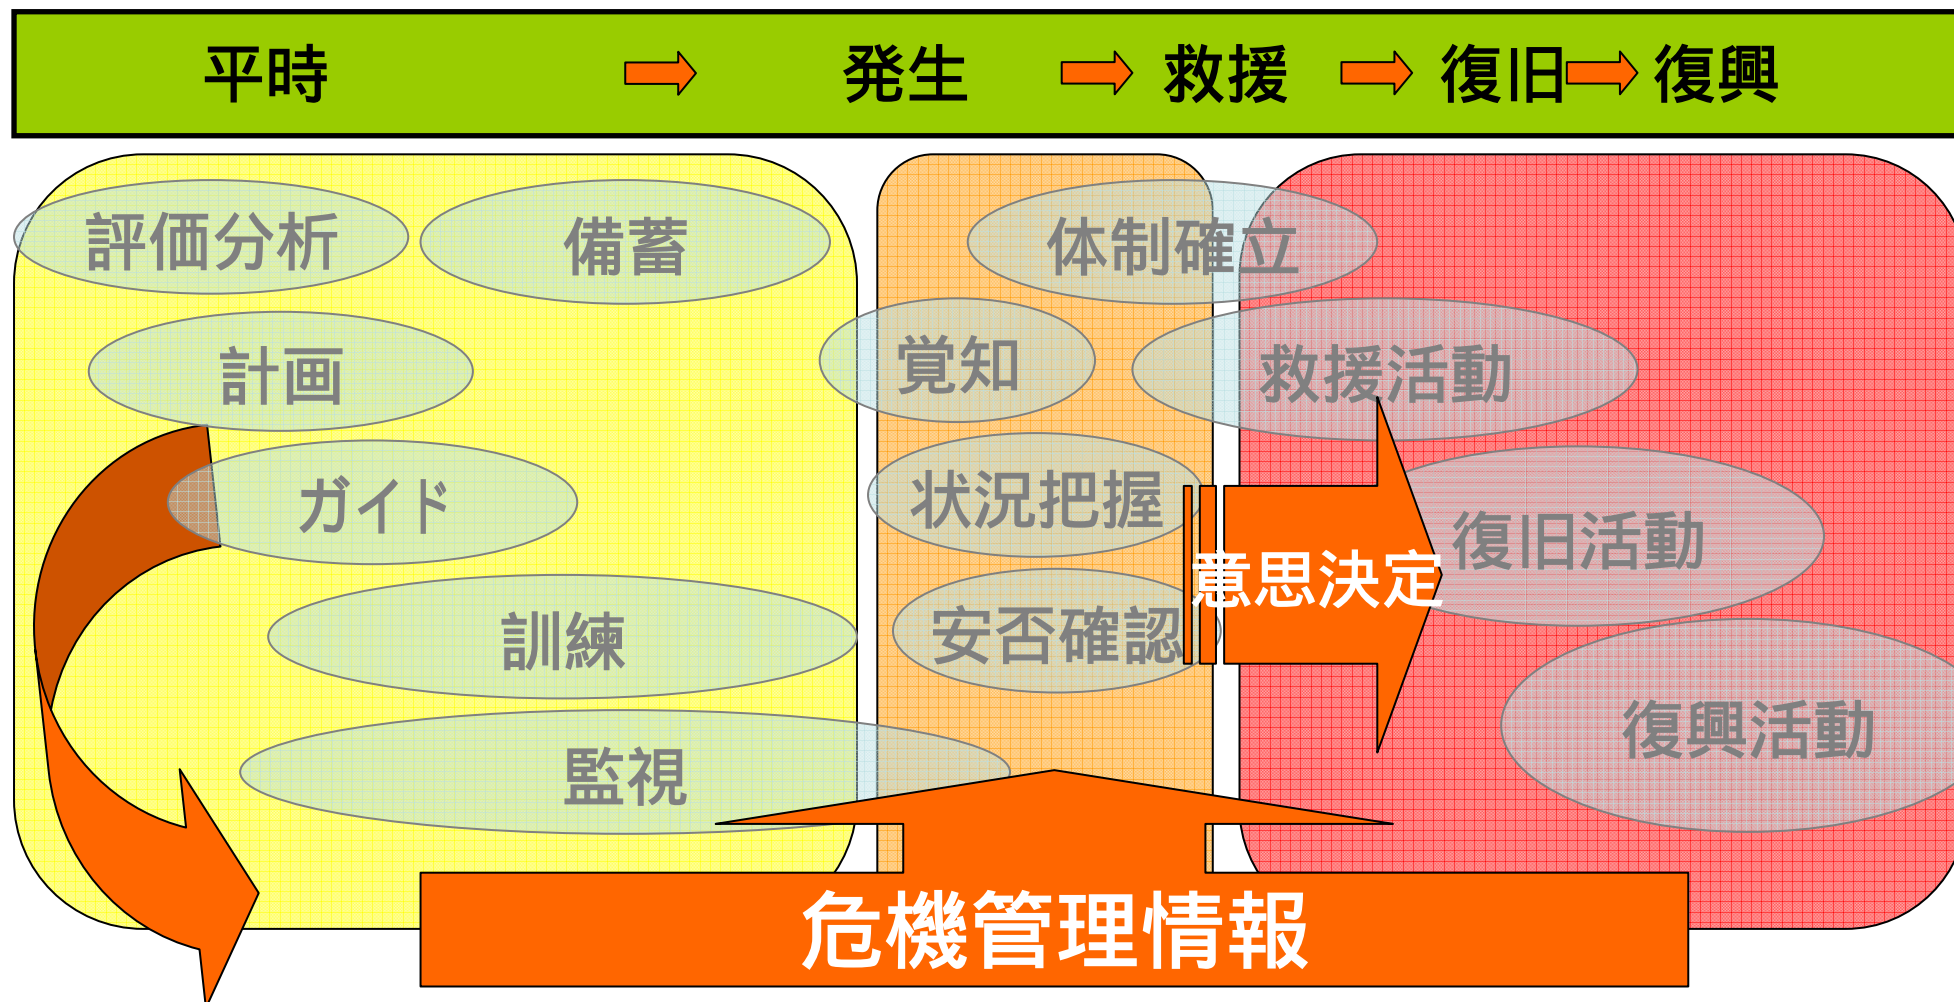 平時 発生 救援 復旧 復興
評価分析
備蓄
体制確立
計画
覚知
救援活動
ガイド
状況把握
復旧活動
意思決定
訓練
安否確認
監視
復興活動
危機管理情報